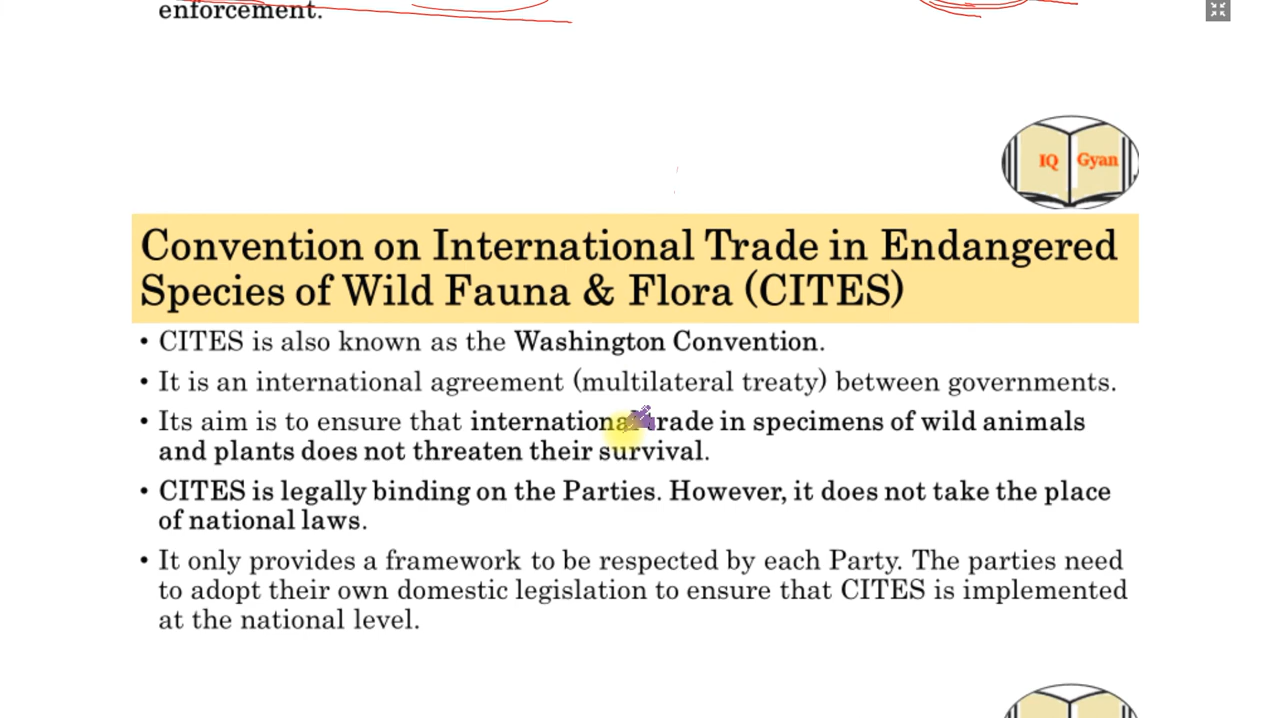 enforcement.
IQ Gyan
Convention on International Trade in Endangered
Species of Wild Fauna & Flora (CITES)
• CITES is also known as the Washington Convention.
• It is an international agreement (multilateral treaty) between governments.
• Its aim is to ensure that international trade in specimens of wild animals
and plants does not threaten their survival.
• CITES is legally binding on the Parties. However, it does not take the place
of national laws.
• It only provides a framework to be respected by each Party. The parties need
to adopt their own domestic legislation to ensure that CITES is implemented
at the national level.